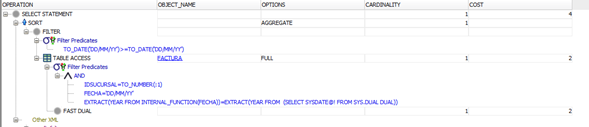 OPERATION OBJECT_NAME OPTIONS CARDINALITY COST
SELECT STATEMENT 1 4
SORT AGGREGATE 1
FILTER
Filter Predicates
TO_DATE('DD/MM/YY')>=TO_DATE('DD/MM/YY')
TABLE ACCESS FACTURA FULL 1 2
Filter Predicates
AND
IDSUCURSAL=TO_NUMBER(:1)
FECHA='DD/MM/YY'
EXTRACT(YEAR FROM INTERNAL_FUNCTION(FECHA))=EXTRACT(YEAR FROM (SELECT SYSDATE@! FROM SYS.DUAL DUAL))
FAST DUAL 1 2
Other XML